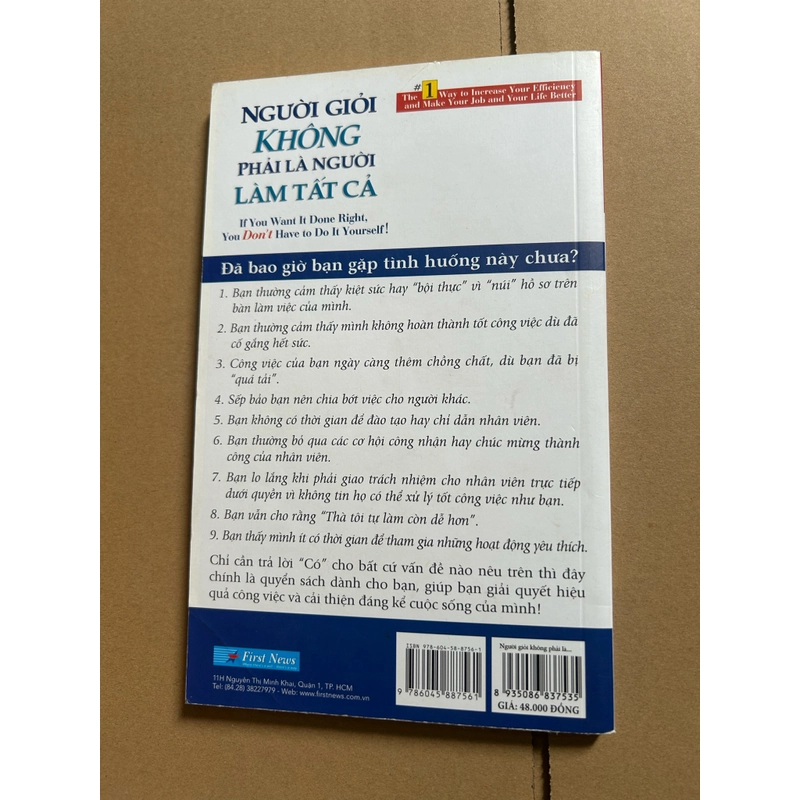 #1
The Way to Increase Your Efficiency
and Make Your Job and Your Life Better
NGƯỜI GIỎI
KHÔNG
PHẢI LÀ NGƯỜI
LÀM TẤT CẢ
If You Want It Done Right,
You Don't Have to Do It Yourself!
Đã bao giờ bạn gặp tình huống này chưa?
1. Bạn thường cảm thấy kiệt sức hay "bội thực" vì "núi" hồ sơ trên
bàn làm việc của mình.
2. Bạn thường cảm thấy mình không hoàn thành tốt công việc dù đã
cố gắng hết sức.
3. Công việc của bạn ngày càng thêm chồng chất, dù bạn đã bị
"quá tải".
4. Sếp bảo bạn nên chia bớt việc cho người khác.
5. Bạn không có thời gian để đào tạo hay chỉ dẫn nhân viên.
6. Bạn thường bỏ qua các cơ hội công nhận hay chúc mừng thành
công của nhân viên.
7. Bạn lo lắng khi phải giao trách nhiệm cho nhân viên trực tiếp
dưới quyền vì không tin họ có thể xử lý tốt công việc như bạn.
8. Bạn vẫn cho rằng "Thà tôi tự làm còn dễ hơn".
9. Bạn thấy mình ít có thời gian để tham gia những hoạt động yêu thích.
Chỉ cần trả lời "Có" cho bất cứ vấn đề nào nêu trên thì đây
chính là quyển sách dành cho bạn, giúp bạn giải quyết hiệu
quả công việc và cải thiện đáng kể cuộc sống của mình!
First News
11H Nguyễn Thị Minh Khai, Quận 1, TP. HCM
Tel: (84.28) 38227979 - Web: www.firstnews.com.vn
ISBN 978-604-58-8756-1
9 786045 887561
Người giỏi không phải là...
8 935086 837535
GIÁ: 48.000 ĐỒNG